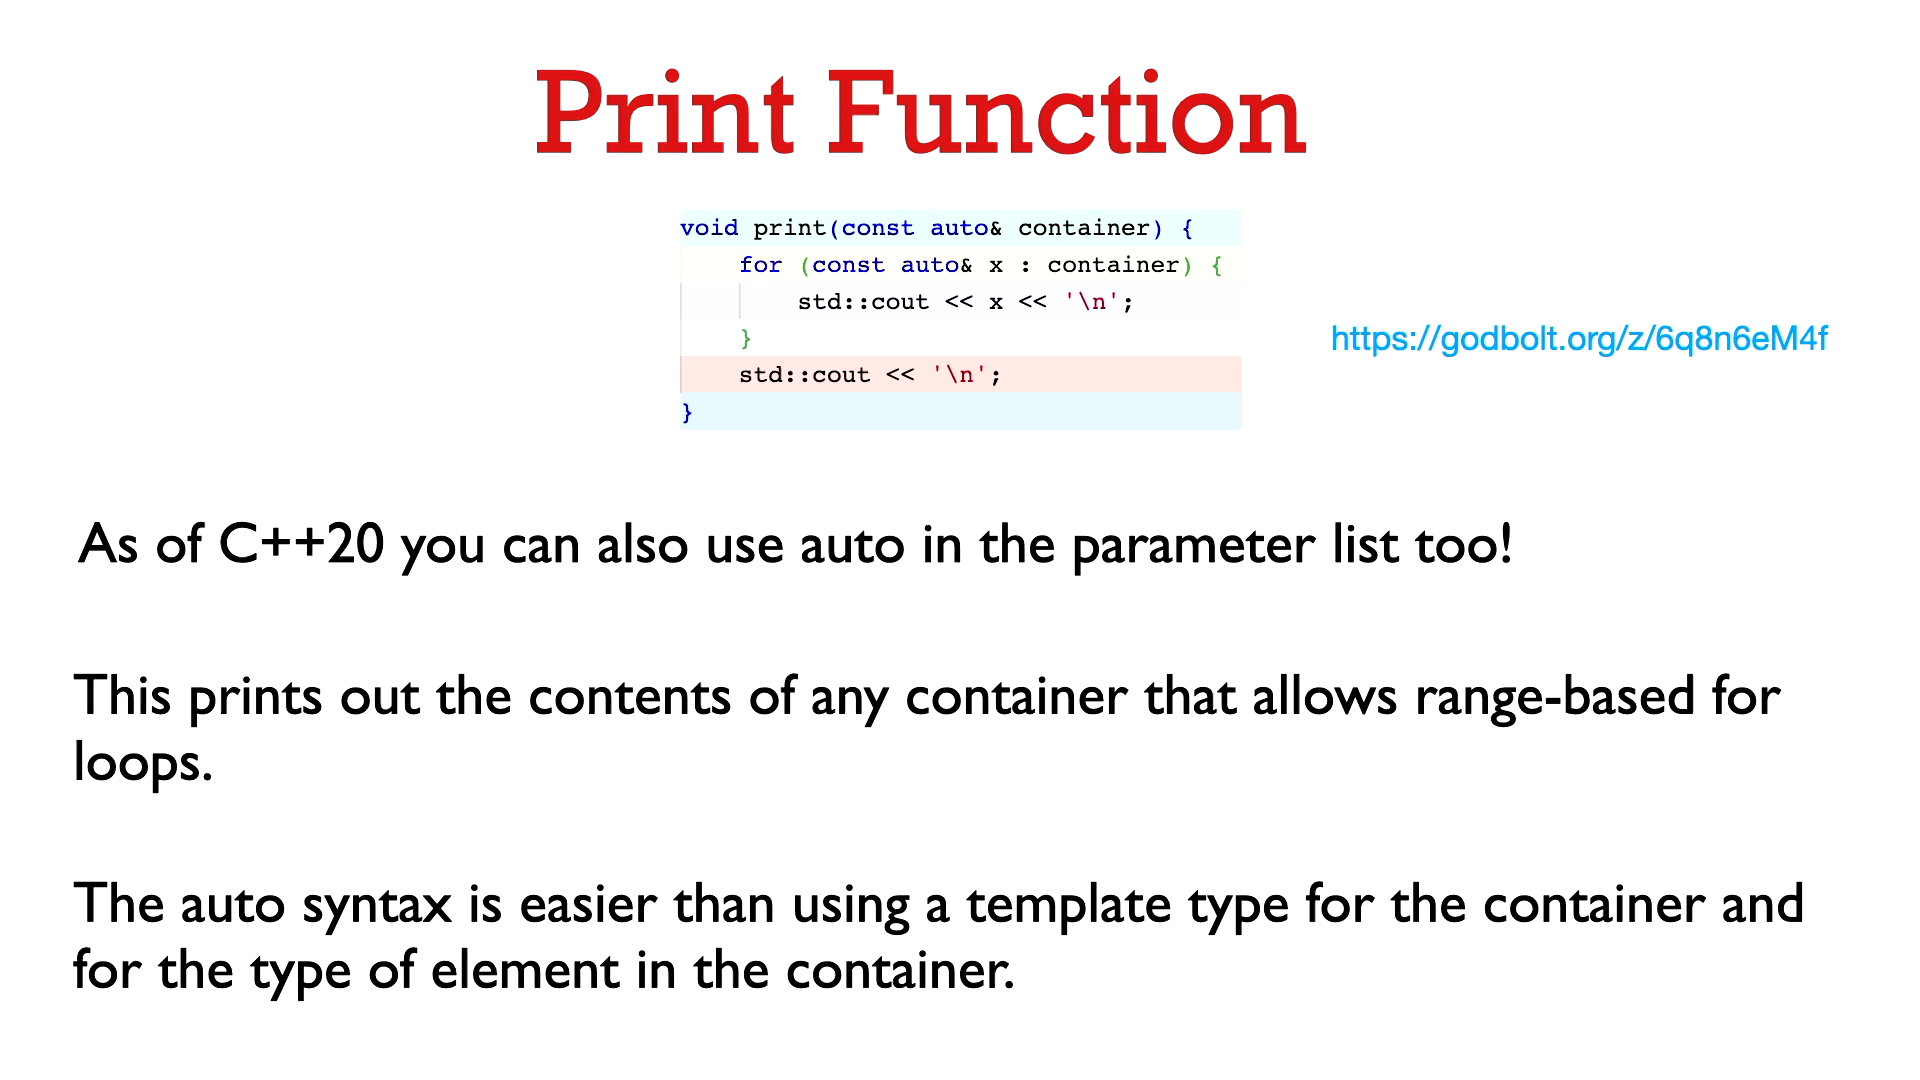 Print Function
void print(const auto& container) {
    for (const auto& x : container) {
        std::cout << x << '\n';
    }
    std::cout << '\n';
}
https://godbolt.org/z/6q8n6eM4f
As of C++20 you can also use auto in the parameter list too!
This prints out the contents of any container that allows range-based for
loops.
The auto syntax is easier than using a template type for the container and
for the type of element in the container.